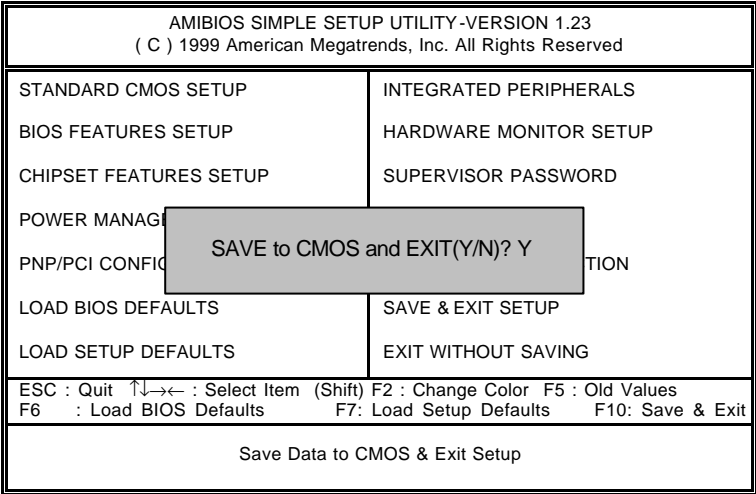 AMIBIOS SIMPLE SETUP UTILITY-VERSION 1.23
( C ) 1999 American Megatrends, Inc. All Rights Reserved
STANDARD CMOS SETUP
BIOS FEATURES SETUP
CHIPSET FEATURES SETUP
POWER
PNP/PCI
LOAD BIOS DEFAULTS
LOAD SETUP DEFAULTS
INTEGRATED PERIPHERALS
HARDWARE MONITOR SETUP
SUPERVISOR PASSWORD
SAVE & EXIT SETUP
EXIT WITHOUT SAVING
SAVE to CMOS and EXIT(Y/N)? Y
ESC : Quit ↑↓→← : Select Item (Shift) F2 : Change Color F5 : Old Values
F6 : Load BIOS Defaults F7: Load Setup Defaults F10: Save & Exit
Save Data to CMOS & Exit Setup